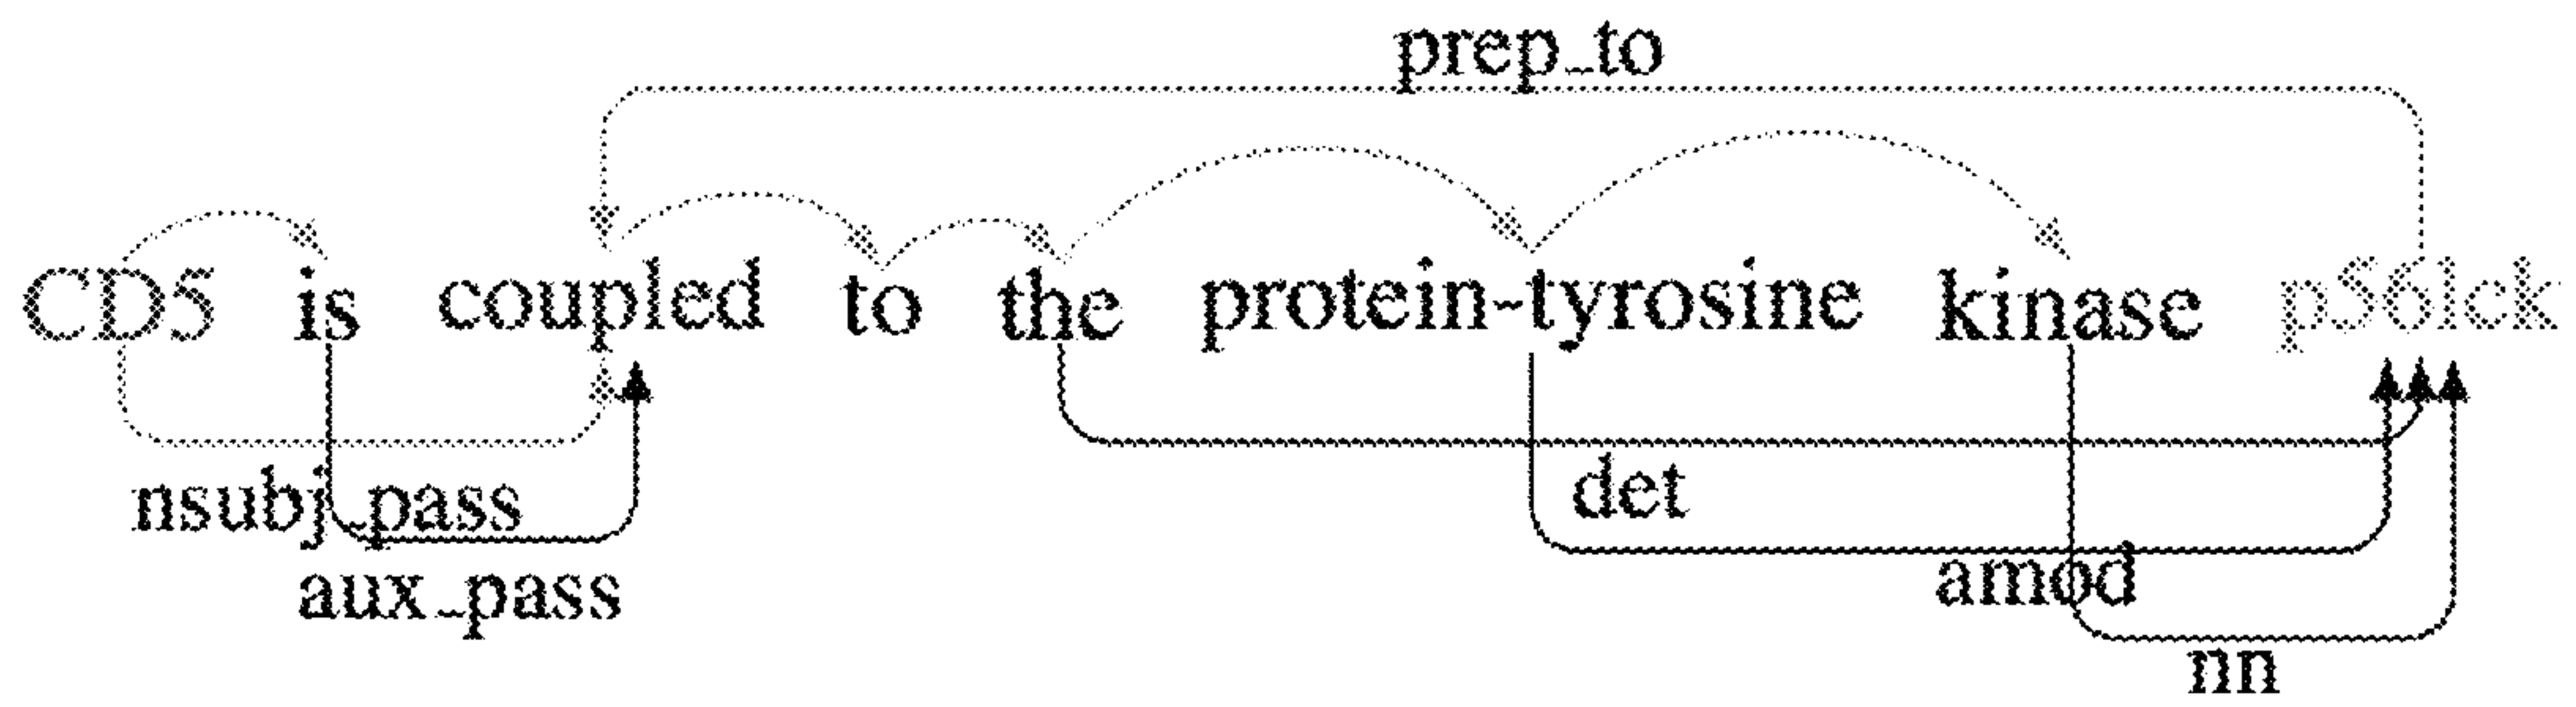 prep_to
CD5 is coupled to the protein-tyrosine kinase p56lck
nsubj_pass
det
aux_pass
amod
nn